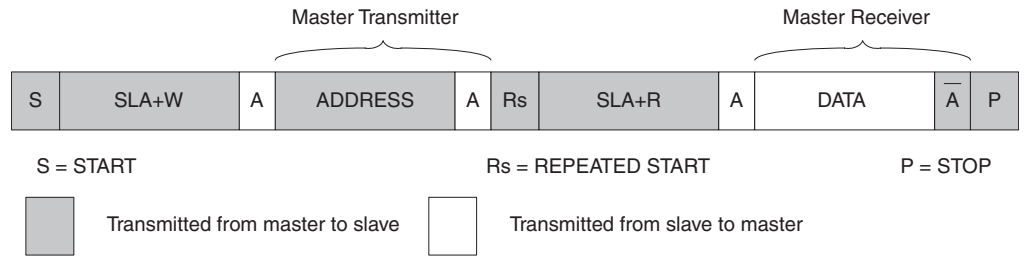 Master Transmitter Master Receiver
S SLA+W A ADDRESS A Rs SLA+R A DATA A̅ P
S = START Rs = REPEATED START P = STOP
Transmitted from master to slave Transmitted from slave to master